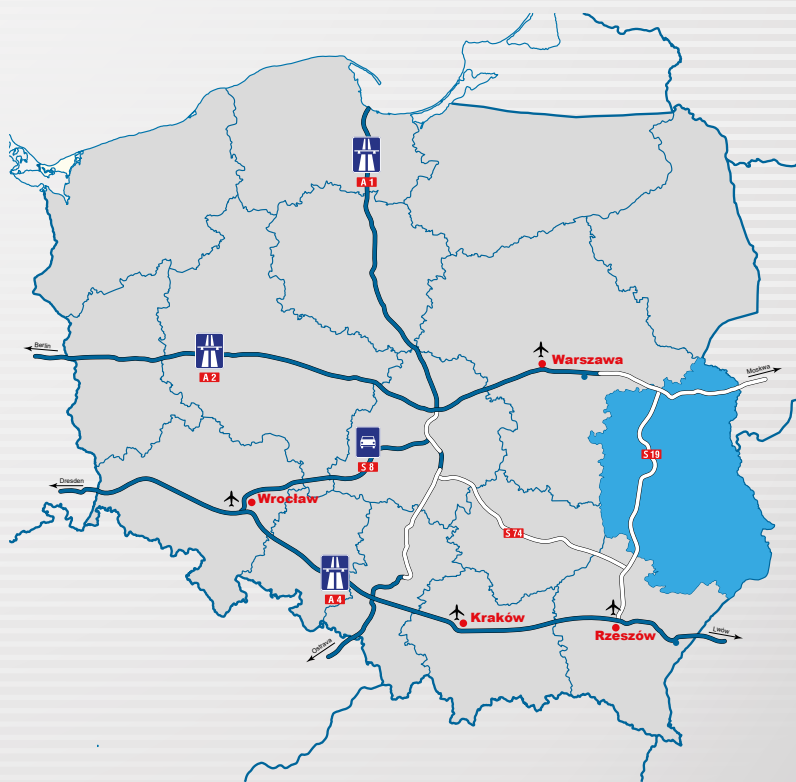 A 1
Berlin
A 2
Warszawa
Moskwa
S 8
S 19
Dresden
Wrocław
S 74
A 4
Kraków
Rzeszów
Lwów
Ostrava